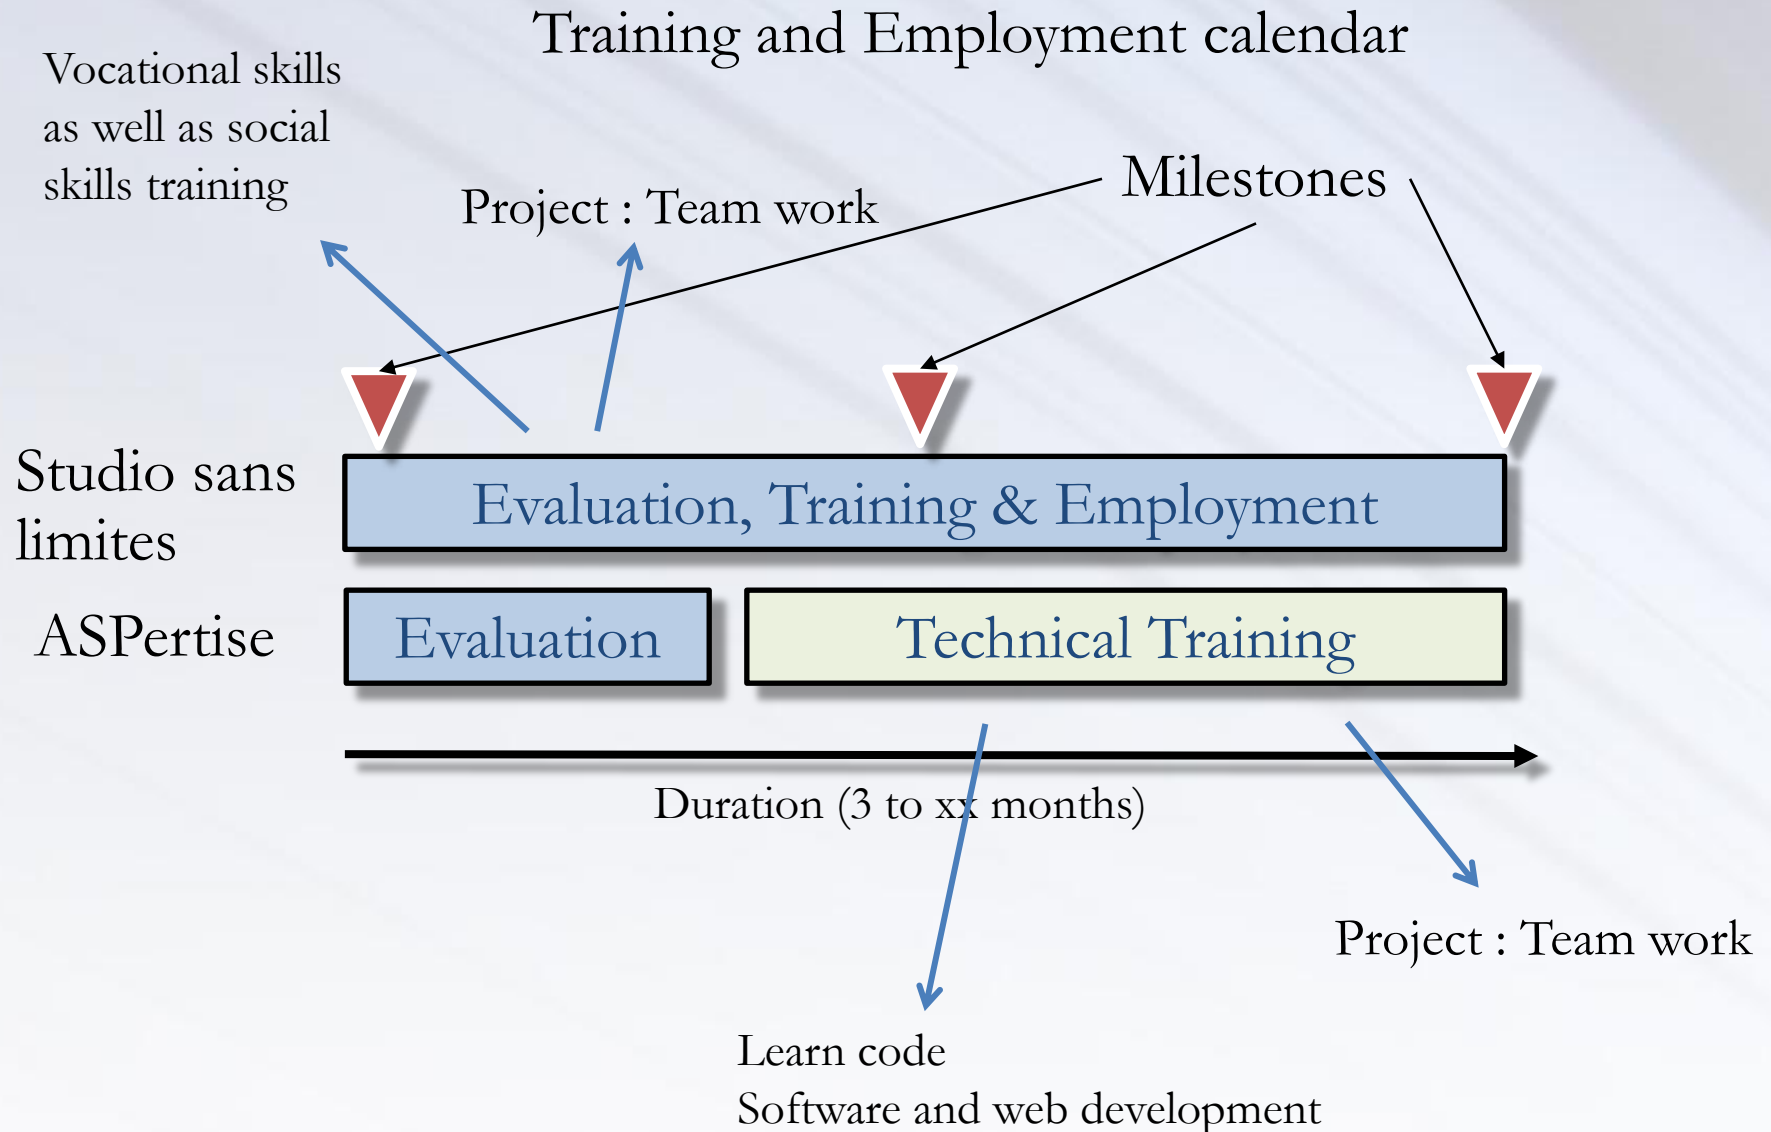 Training and Employment calendar
Vocational skills
as well as social
skills training
Project : Team work
Milestones
Studio sans
limites
Evaluation, Training & Employment
ASPertise
Evaluation
Technical Training
Duration (3 to xx months)
Project : Team work
Learn code
Software and web development